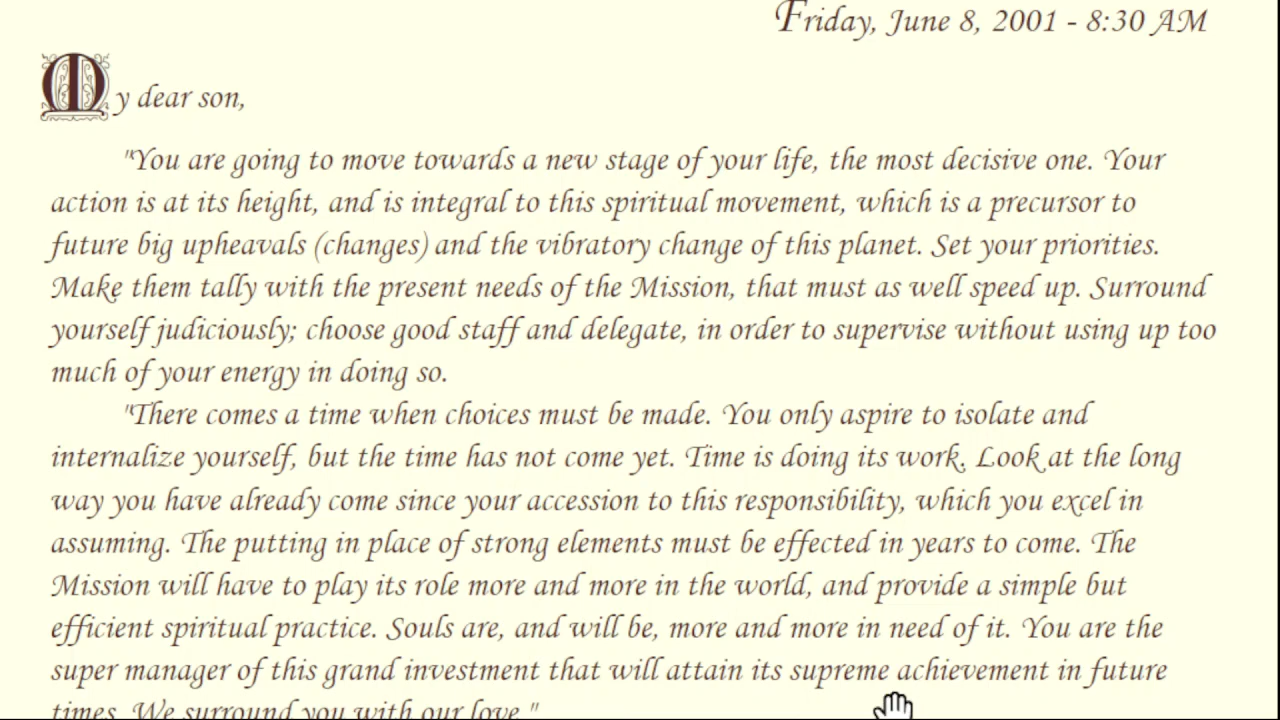 Friday, June 8, 2001 - 8:30 AM
My dear son,
"You are going to move towards a new stage of your life, the most decisive one. Your
action is at its height, and is integral to this spiritual movement, which is a precursor to
future big upheavals (changes) and the vibratory change of this planet. Set your priorities.
Make them tally with the present needs of the Mission, that must as well speed up. Surround
yourself judiciously; choose good staff and delegate, in order to supervise without using up too
much of your energy in doing so.
"There comes a time when choices must be made. You only aspire to isolate and
internalize yourself, but the time has not come yet. Time is doing its work. Look at the long
way you have already come since your accession to this responsibility, which you excel in
assuming. The putting in place of strong elements must be effected in years to come. The
Mission will have to play its role more and more in the world, and provide a simple but
efficient spiritual practice. Souls are, and will be, more and more in need of it. You are the
super manager of this grand investment that will attain its supreme achievement in future
times. We surround you with our love."